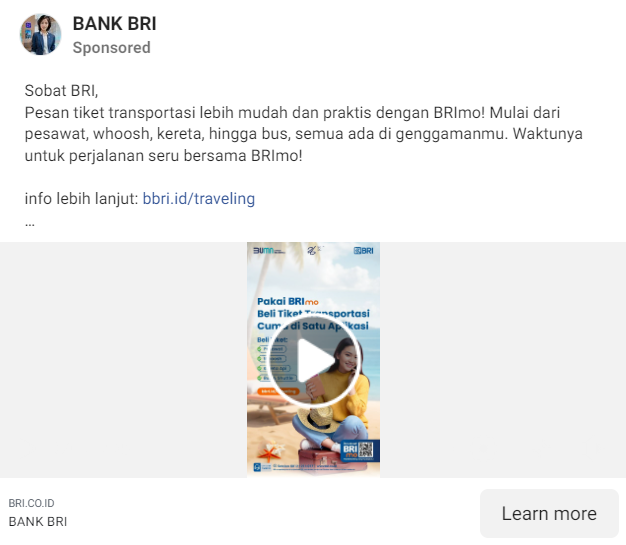 BANK BRI
Sponsored
Sobat BRI,
Pesan tiket transportasi lebih mudah dan praktis dengan BRImo! Mulai dari
pesawat, whoosh, kereta, hingga bus, semua ada di genggamanmu. Waktunya
untuk perjalanan seru bersama BRImo!
info lebih lanjut: bbri.id/traveling
...
BUMN
BRI
Pakai BRImo
Beli Tiket Transportasi
Cuma di Satu Aplikasi
Beli Tiket:
BRI
BRI.CO.ID
BANK BRI
Learn more